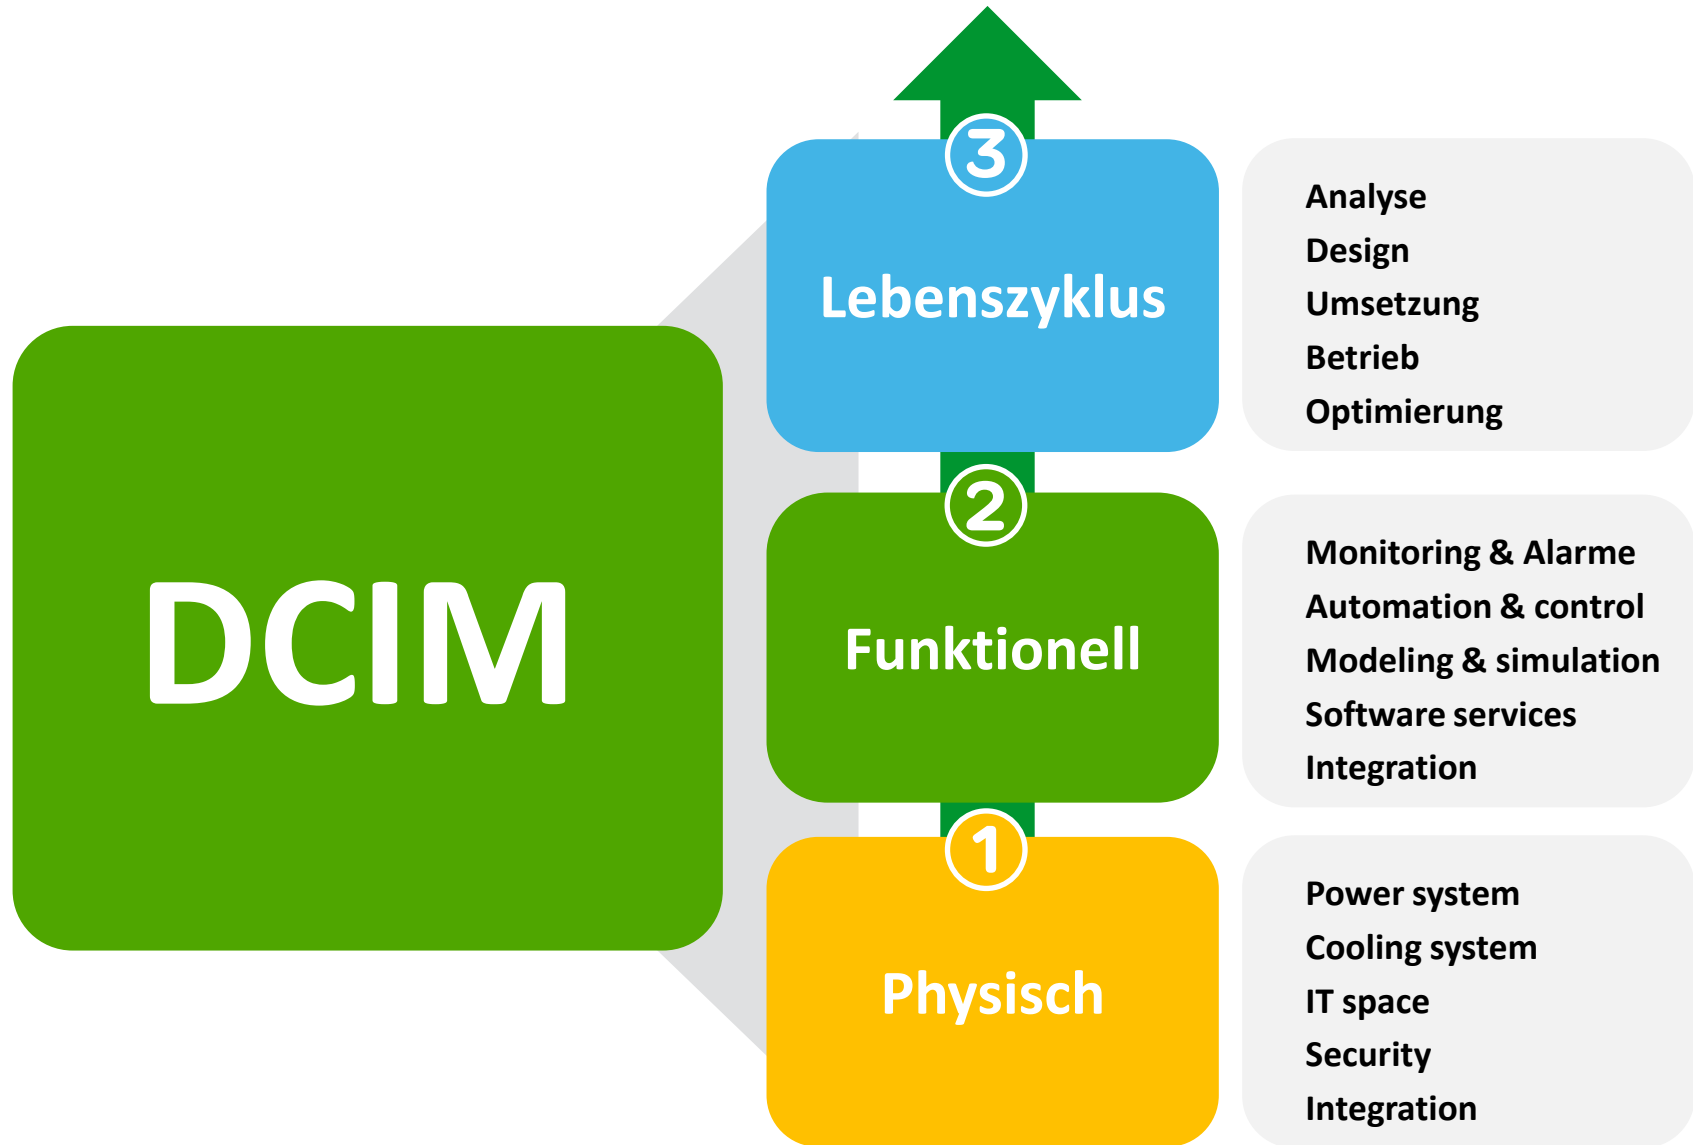 DCIM
3
Lebenszyklus
Analyse
Design
Umsetzung
Betrieb
Optimierung
2
Funktionell
Monitoring & Alarme
Automation & control
Modeling & simulation
Software services
Integration
1
Physisch
Power system
Cooling system
IT space
Security
Integration